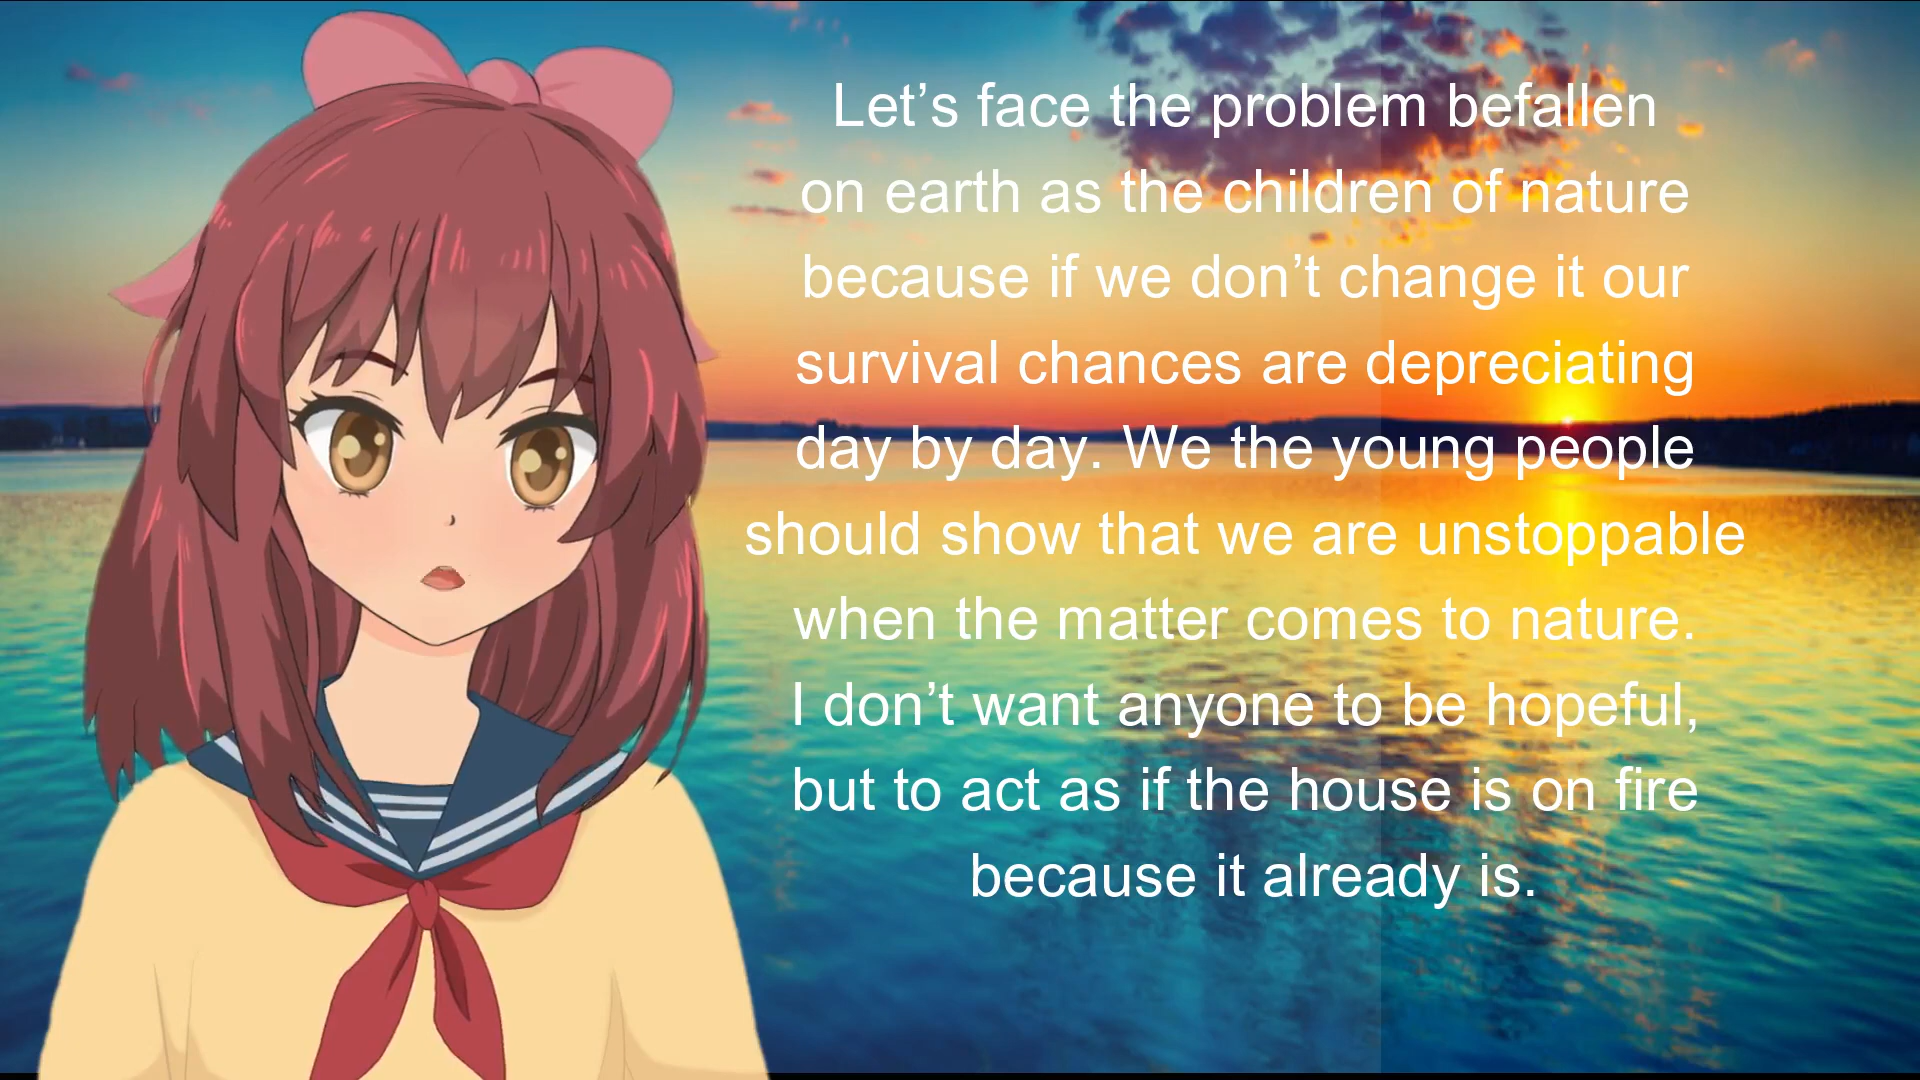 Let’s face the problem befallen
on earth as the children of nature
because if we don’t change it our
survival chances are depreciating
day by day. We the young people
should show that we are unstoppable
when the matter comes to nature.
I don’t want anyone to be hopeful,
but to act as if the house is on fire
because it already is.